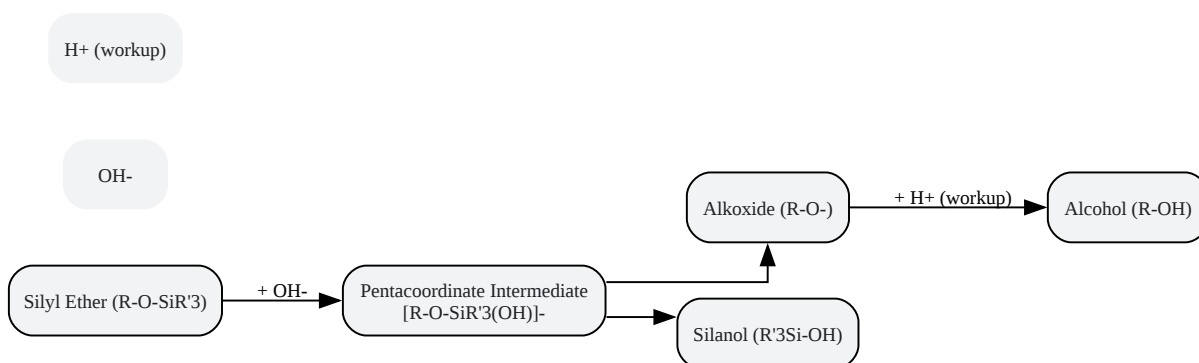 H+ (workup)
OH-
Alkoxide (R-O-)
+ H+ (workup)
Alcohol (R-OH)
Silyl Ether (R-O-SiR'3)
+ OH-
Pentacoordinate Intermediate
[R-O-SiR'3(OH)]-
Silanol (R'3Si-OH)